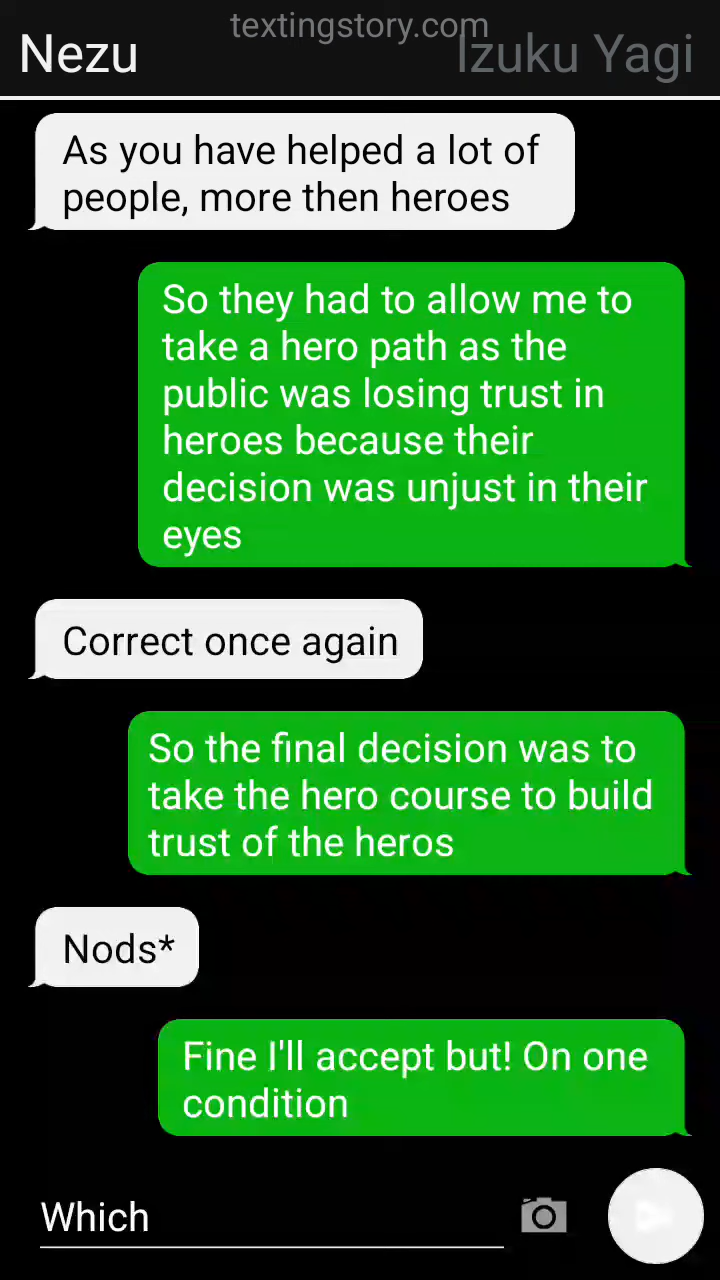 textingstory.com
Nezu
Izuku Yagi
As you have helped a lot of
people, more then heroes
So they had to allow me to
take a hero path as the
public was losing trust in
heroes because their
decision was unjust in their
eyes
Correct once again
So the final decision was to
take the hero course to build
trust of the heros
Nods*
Fine I'll accept but! On one
condition
Which